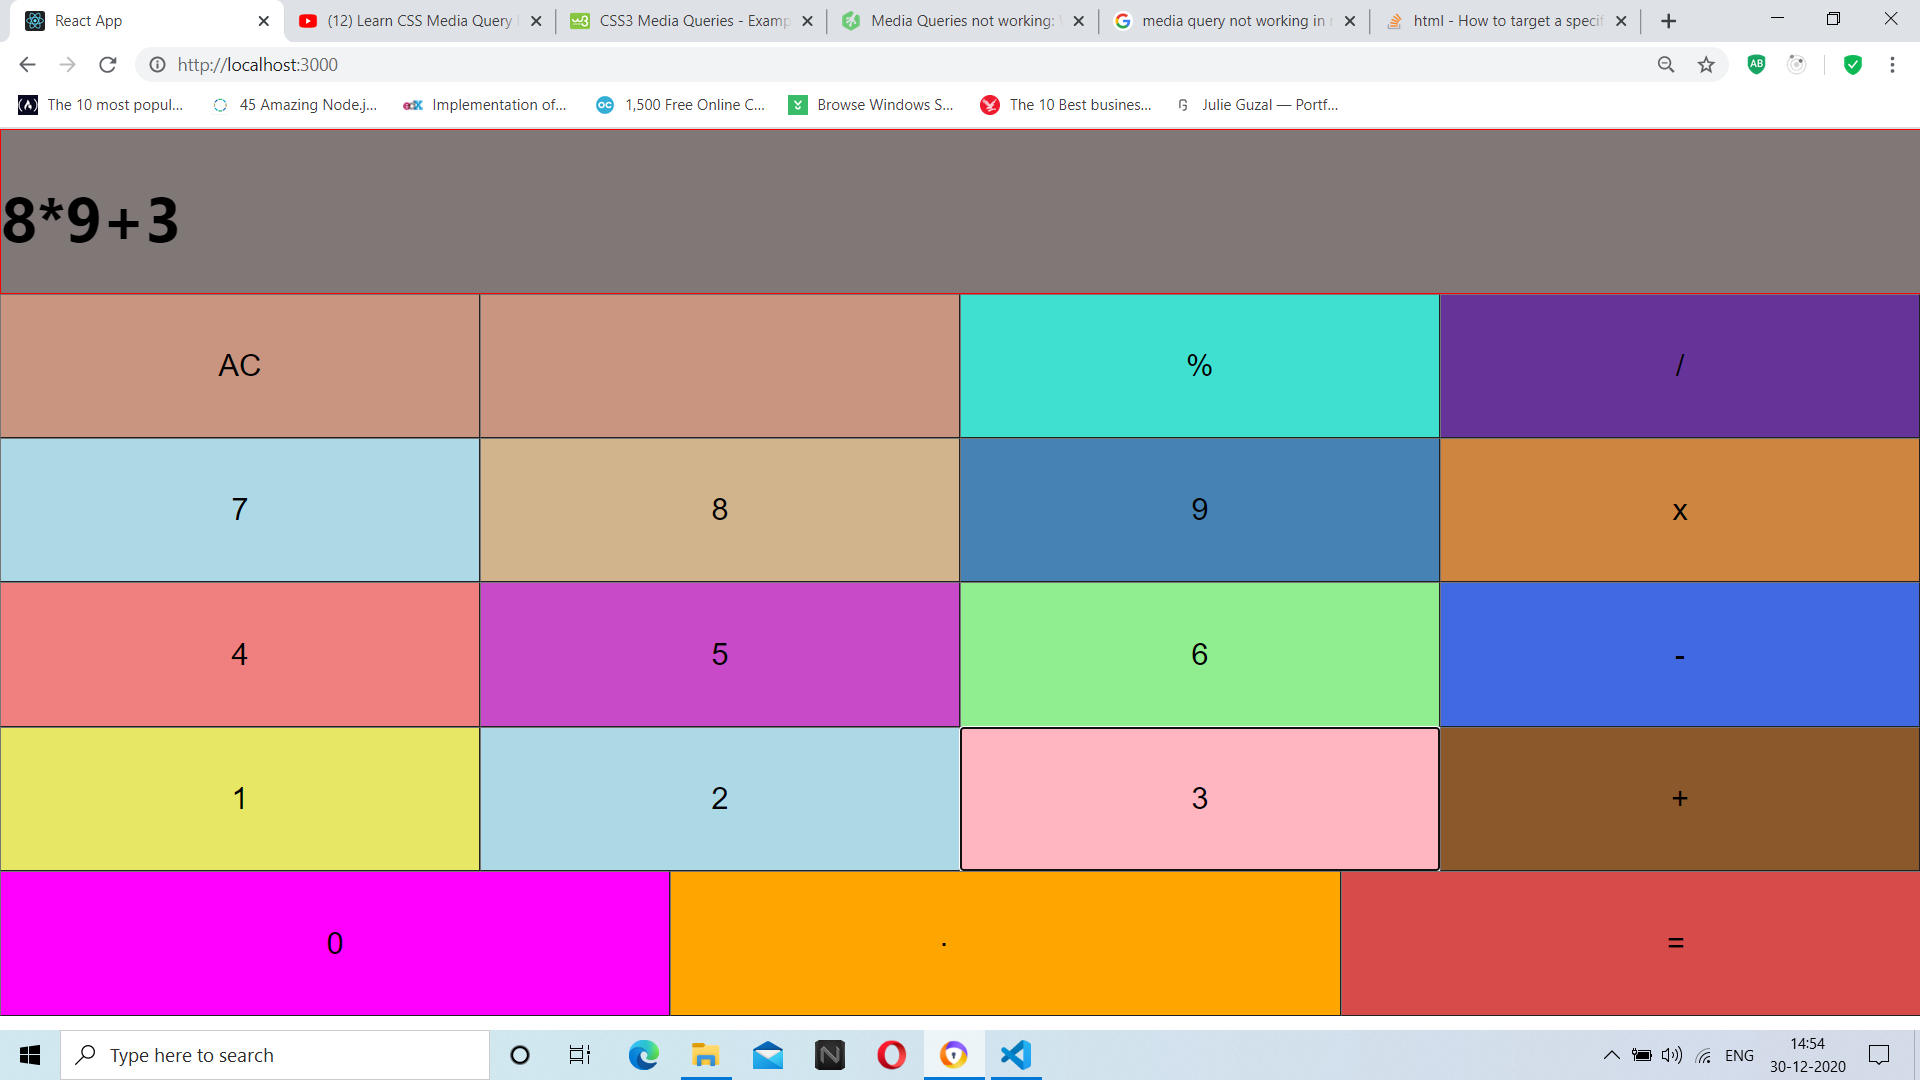 React App
(12) Learn CSS Media Query
CSS3 Media Queries - Examp
Media Queries not working:
media query not working in r
html - How to target a specif
http://localhost:3000
The 10 most popul...
45 Amazing Node.j...
Implementation of...
1,500 Free Online C...
Browse Windows S...
The 10 Best busines...
Julie Guzal — Portf...
8*9+3
AC
%
/
7
8
9
x
4
5
6
-
1
2
3
+
0
.
=
Type here to search
ENG
14:54
30-12-2020